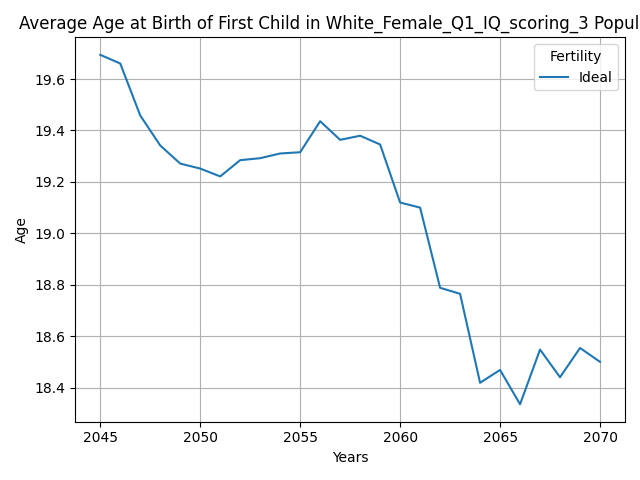 Average Age at Birth of First Child in White_Female_Q1_IQ_scoring_3 Popul
Fertility
Ideal
19.6
19.4
19.2
19.0
18.8
18.6
18.4
Age
2045 2050 2055 2060 2065 2070
Years